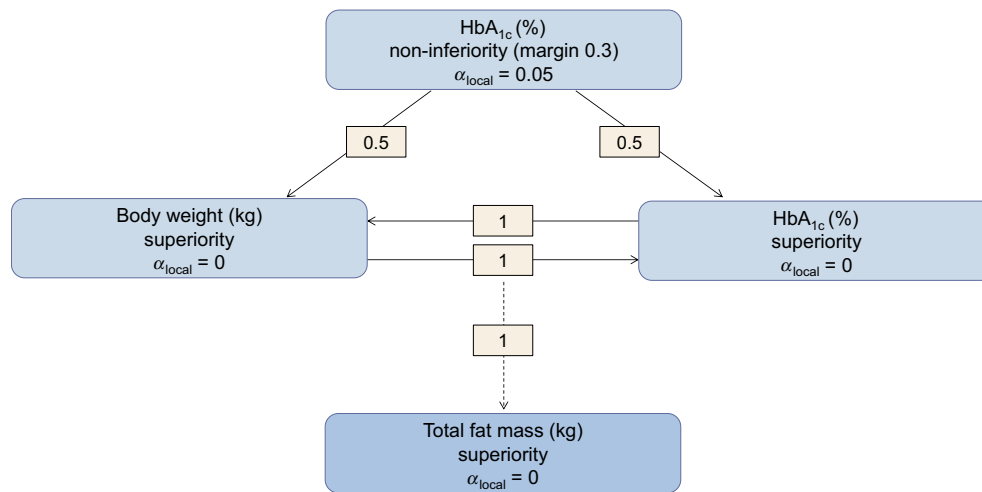 HbA1c (%)
non-inferiority (margin 0.3)
αlocal = 0.05
0.5
0.5
Body weight (kg)
superiority
αlocal = 0
1
1
HbA1c (%)
superiority
αlocal = 0
1
Total fat mass (kg)
superiority
αlocal = 0